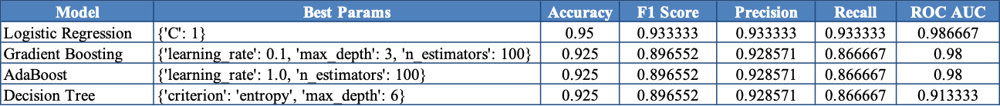 Model Best Params Accuracy F1 Score Precision Recall ROC AUC
Logistic Regression {'C': 1} 0.95 0.933333 0.933333 0.933333 0.986667
Gradient Boosting {'learning_rate': 0.1, 'max_depth': 3, 'n_estimators': 100} 0.925 0.896552 0.928571 0.866667 0.98
AdaBoost {'learning_rate': 1.0, 'n_estimators': 100} 0.925 0.896552 0.928571 0.866667 0.98
Decision Tree {'criterion': 'entropy', 'max_depth': 6} 0.925 0.896552 0.928571 0.866667 0.913333